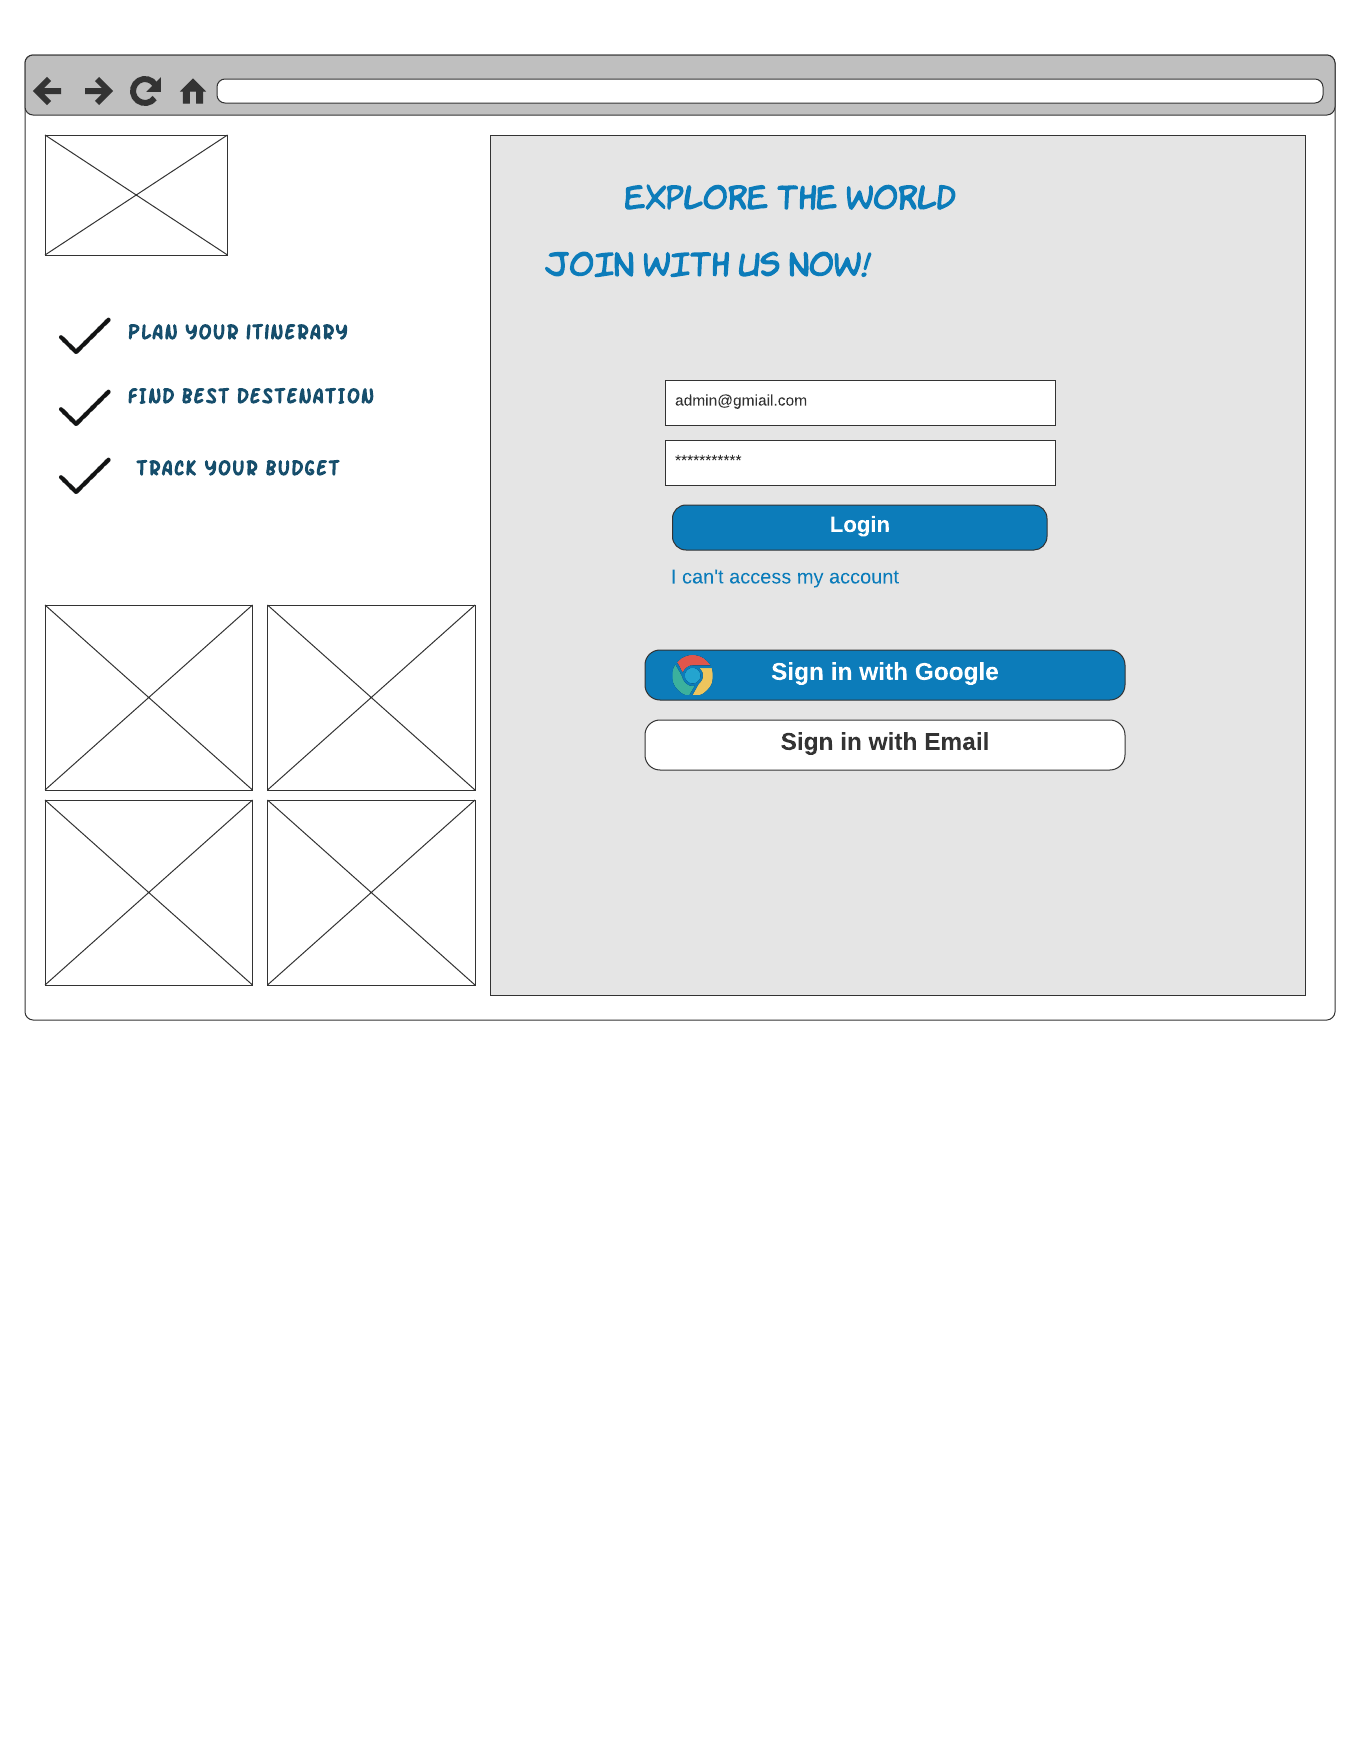 EXPLORE THE WORLD
JOIN WITH US NOW!
PLAN YOUR ITINERARY
FIND BEST DESTENATION
TRACK YOUR BUDGET
admin@gmiail.com
***********
Login
I can't access my account
Sign in with Google
Sign in with Email